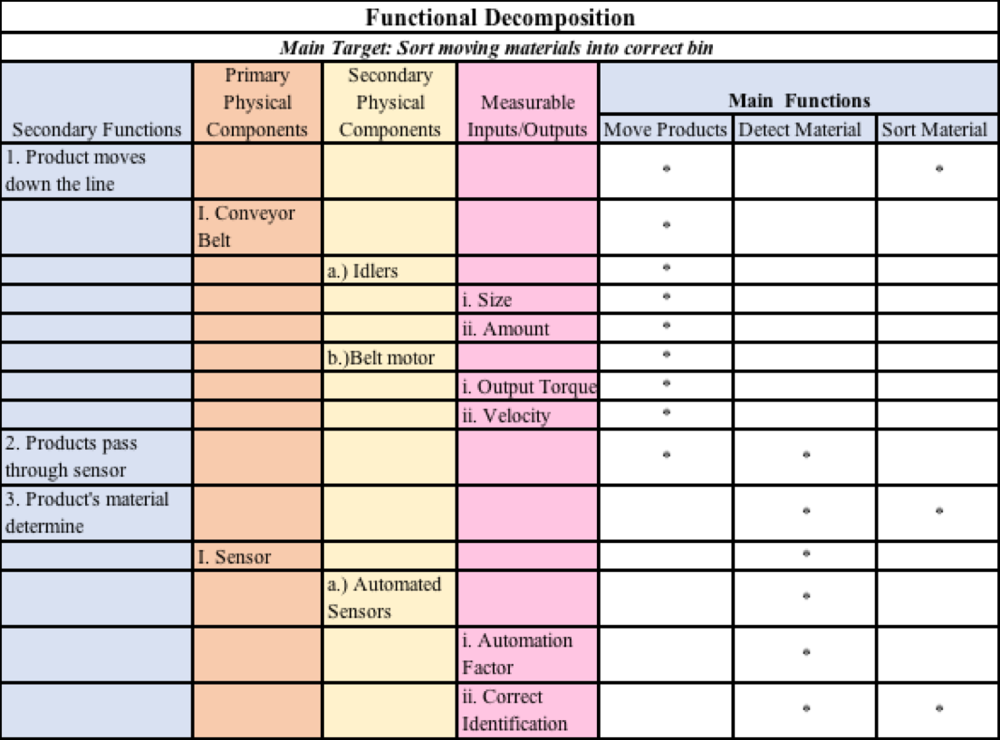 Functional Decomposition
Main Target: Sort moving materials into correct bin
Secondary Functions
Primary
Physical
Components
Secondary
Physical
Components
Measurable
Inputs/Outputs
Main Functions
Move Products
Detect Material
Sort Material
1. Product moves
down the line
* *
I. Conveyor
Belt
*
a.) Idlers *
i. Size *
ii. Amount *
b.)Belt motor *
i. Output Torque *
ii. Velocity *
2. Products pass
through sensor
* *
3. Product's material
determine
* *
I. Sensor *
a.) Automated
Sensors
*
i. Automation
Factor
*
ii. Correct
Identification
* *